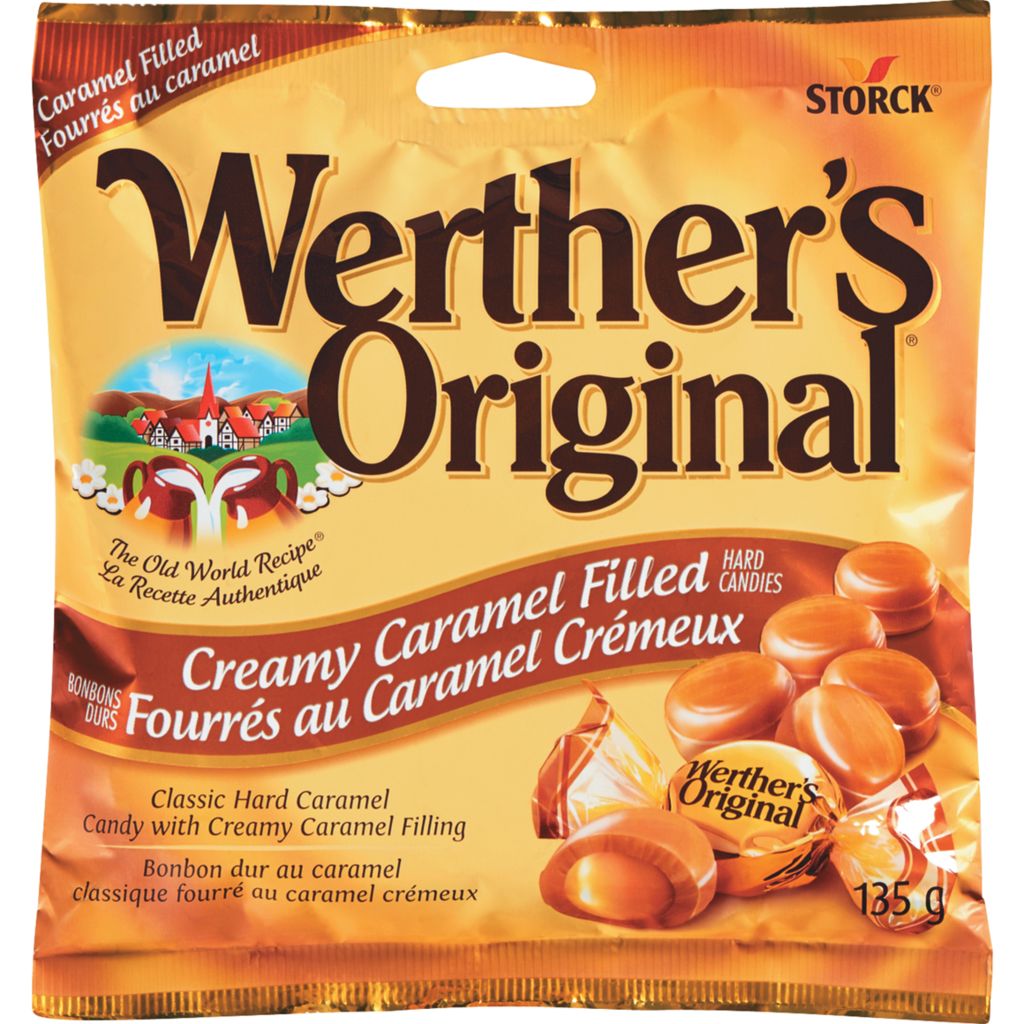 Caramel Filled
Fourrés au caramel
STORCK®
Werther's
Original®
The Old World Recipe®
La Recette Authentique
Creamy Caramel Filled
HARD
CANDIES
BONBONS
DURS
Fourrés au Caramel Crémeux
Classic Hard Caramel
Candy with Creamy Caramel Filling
Bonbon dur au caramel
classique fourré au caramel crémeux
Werther's
Original
135 g